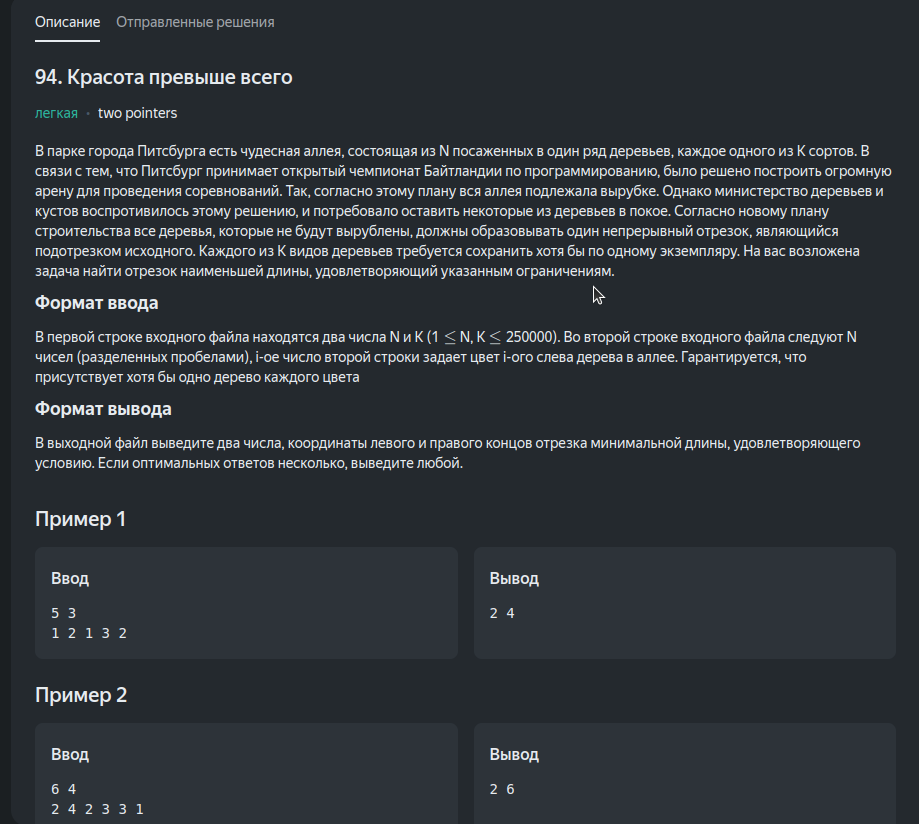 Описание Отправленные решения
94. Красота превыше всего
легкая · two pointers
В парке города Питсбурга есть чудесная аллея, состоящая из N посаженных в один ряд деревьев, каждое одного из K сортов. В
связи с тем, что Питсбург принимает открытый чемпионат Байтландии по программированию, было решено построить огромную
арену для проведения соревнований. Так, согласно этому плану вся аллея подлежала вырубке. Однако министерство деревьев и
кустов воспротивилось этому решению, и потребовало оставить некоторые из деревьев в покое. Согласно новому плану
строительства все деревья, которые не будут вырублены, должны образовывать один непрерывный отрезок, являющийся
подотрезком исходного. Каждого из K видов деревьев требуется сохранить хотя бы по одному экземпляру. На вас возложена
задача найти отрезок наименьшей длины, удовлетворяющий указанным ограничениям.
Формат ввода
В первой строке входного файла находятся два числа N и K (1 ≤ N, K ≤ 250000). Во второй строке входного файла следуют N
чисел (разделенных пробелами), i-ое число второй строки задает цвет i-ого слева дерева в аллее. Гарантируется, что
присутствует хотя бы одно дерево каждого цвета
Формат вывода
В выходной файл выведите два числа, координаты левого и правого концов отрезка минимальной длины, удовлетворяющего
условию. Если оптимальных ответов несколько, выведите любой.
Пример 1
Ввод
5 3
1 2 1 3 2
Вывод
2 4
Пример 2
Ввод
6 4
2 4 2 3 3 1
Вывод
2 6